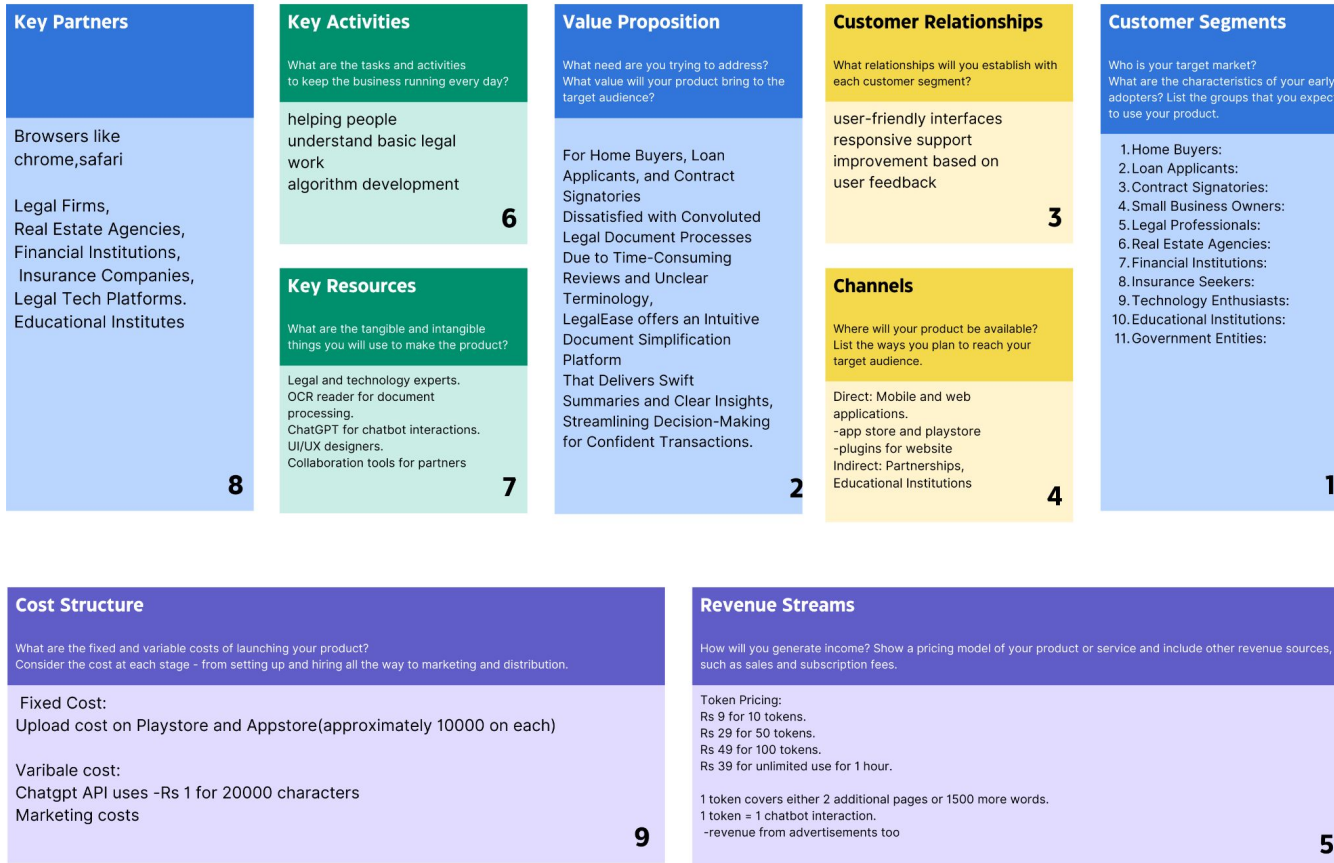 Key Partners
Browsers like
chrome,safari
Legal Firms,
Real Estate Agencies,
Financial Institutions,
Insurance Companies,
Legal Tech Platforms.
Educational Institutes
8
Key Activities
What are the tasks and activities
to keep the business running every day?
helping people
understand basic legal
work
algorithm development
6
Key Resources
What are the tangible and intangible
things you will use to make the product?
Legal and technology experts.
OCR reader for document
processing.
ChatGPT for chatbot interactions.
UI/UX designers.
Collaboration tools for partners
7
Value Proposition
What need are you trying to address?
What value will your product bring to the
target audience?
For Home Buyers, Loan
Applicants, and Contract
Signatories
Dissatisfied with Convoluted
Legal Document Processes
Due to Time-Consuming
Reviews and Unclear
Terminology,
LegalEase offers an Intuitive
Document Simplification
Platform
That Delivers Swift
Summaries and Clear Insights,
Streamlining Decision-Making
for Confident Transactions.
2
Customer Relationships
What relationships will you establish with
each customer segment?
user-friendly interfaces
responsive support
improvement based on
user feedback
3
Channels
Where will your product be available?
List the ways you plan to reach your
target audience.
Direct: Mobile and web
applications.
-app store and playstore
-plugins for website
Indirect: Partnerships,
Educational Institutions
4
Customer Segments
Who is your target market?
What are the characteristics of your early
adopters? List the groups that you expec
to use your product.
1. Home Buyers:
2. Loan Applicants:
3. Contract Signatories:
4. Small Business Owners:
5. Legal Professionals:
6. Real Estate Agencies:
7. Financial Institutions:
8. Insurance Seekers:
9. Technology Enthusiasts:
10. Educational Institutions:
11. Government Entities:
1
Cost Structure
What are the fixed and variable costs of launching your product?
Consider the cost at each stage - from setting up and hiring all the way to marketing and distribution.
Fixed Cost:
Upload cost on Playstore and Appstore(approximately 10000 on each)
Varibale cost:
Chatgpt API uses -Rs 1 for 20000 characters
Marketing costs
9
Revenue Streams
How will you generate income? Show a pricing model of your product or service and include other revenue sources,
such as sales and subscription fees.
Token Pricing:
Rs 9 for 10 tokens.
Rs 29 for 50 tokens.
Rs 49 for 100 tokens.
Rs 39 for unlimited use for 1 hour.
1 token covers either 2 additional pages or 1500 more words.
1 token = 1 chatbot interaction.
-revenue from advertisements too
5